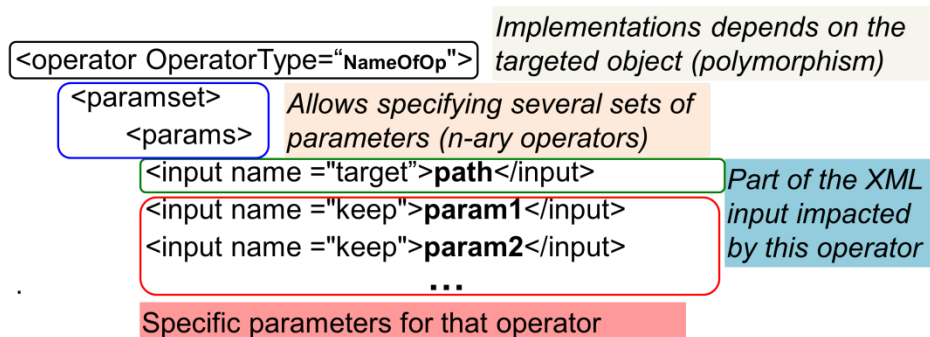 Implementations depends on the
<operator OperatorType=“NameOfOp"> targeted object (polymorphism)
<paramset> Allows specifying several sets of
<params> parameters (n-ary operators)
<input name ="target”>path</input> Part of the XML
<input name ="keep">param1</input> input impacted
<input name ="keep">param2</input> by this operator
...
.
Specific parameters for that operator